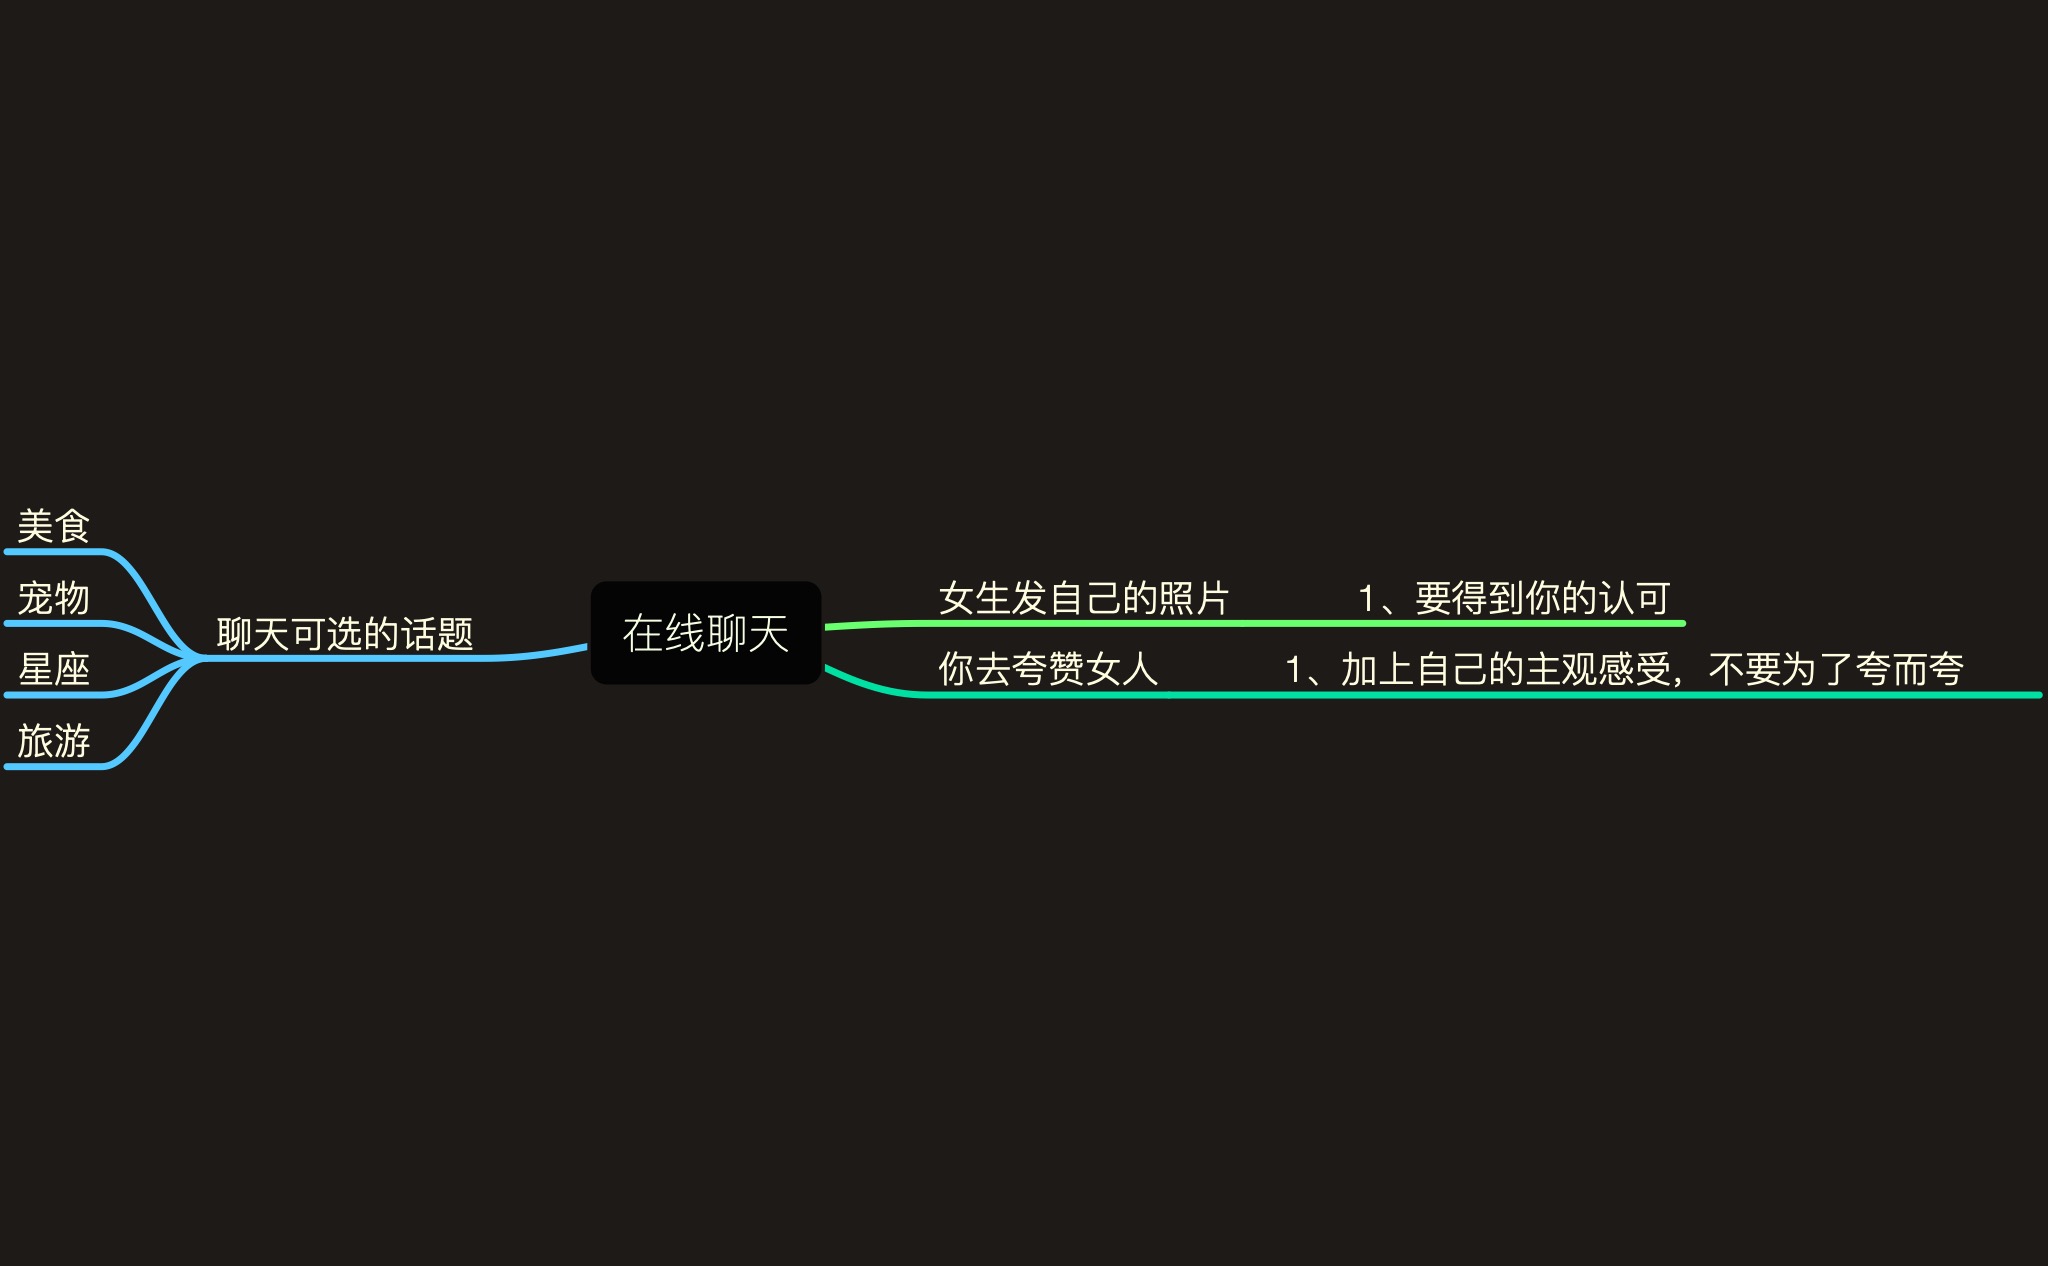 在线聊天
女生发自己的照片
1、要得到你的认可
你去夸赞女人
1、加上自己的主观感受，不要为了夸而夸
聊天可选的话题
美食
宠物
星座
旅游